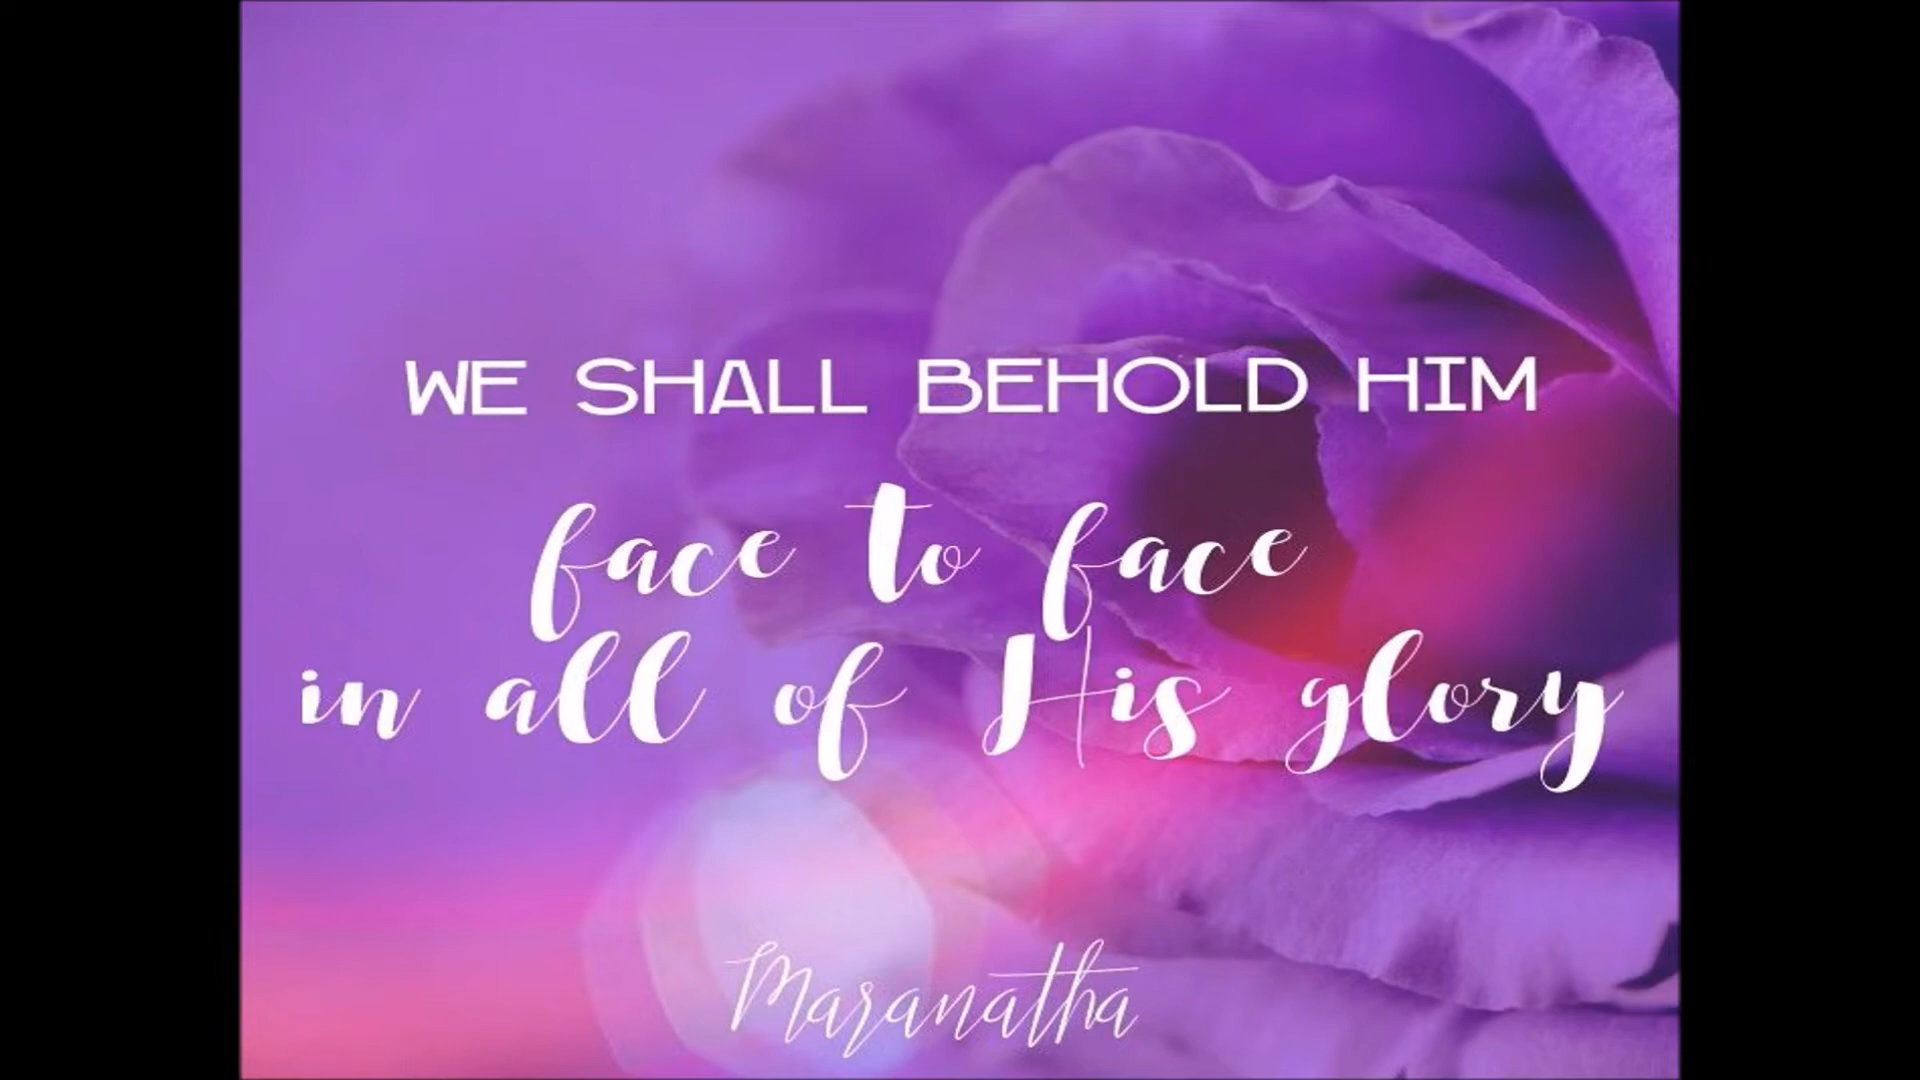 WE SHALL BEHOLD HIM
face to face
in all of His glory
Maranatha